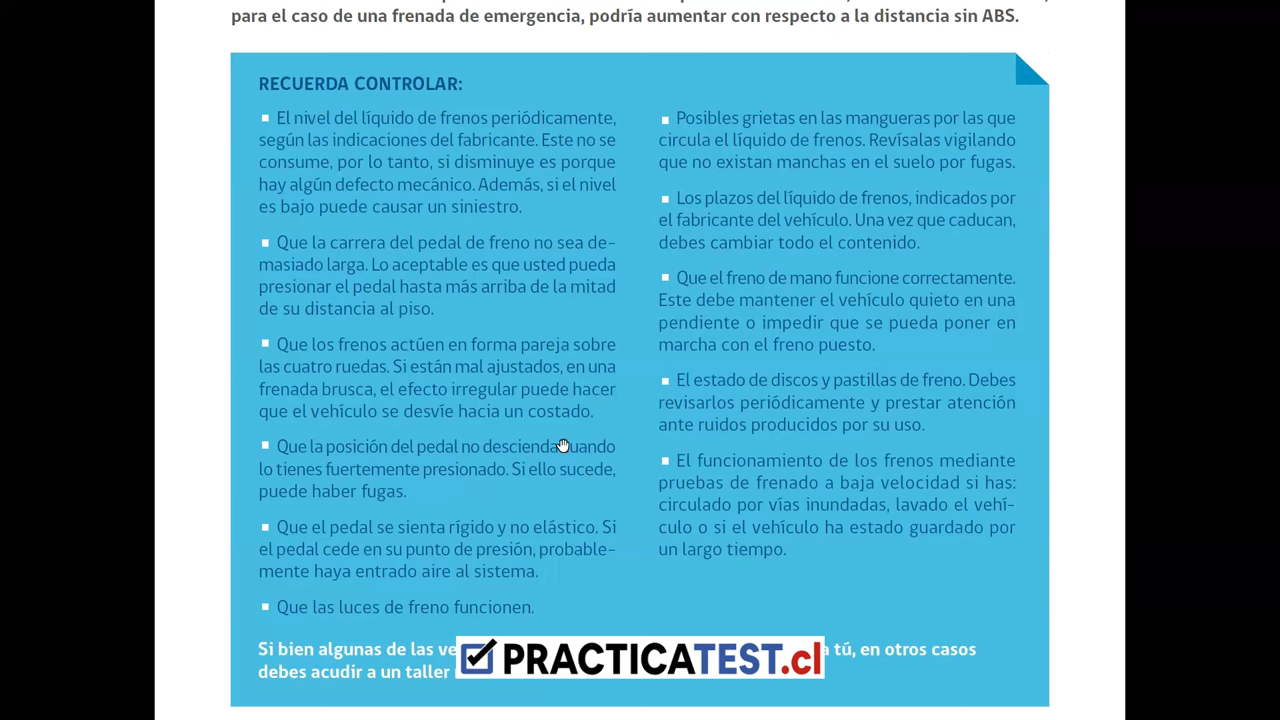 para el caso de una frenada de emergencia, podría aumentar con respecto a la distancia sin ABS.
RECUERDA CONTROLAR:
El nivel del líquido de frenos periódicamente,
según las indicaciones del fabricante. Este no se
consume, por lo tanto, si disminuye es porque
hay algún defecto mecánico. Además, si el nivel
es bajo puede causar un siniestro.
Que la carrera del pedal de freno no sea de-
masiado larga. Lo aceptable es que usted pueda
presionar el pedal hasta más arriba de la mitad
de su distancia al piso.
Que los frenos actúen en forma pareja sobre
las cuatro ruedas. Si están mal ajustados, en una
frenada brusca, el efecto irregular puede hacer
que el vehículo se desvíe hacia un costado.
Que la posición del pedal no descienda cuando
lo tienes fuertemente presionado. Si ello sucede,
puede haber fugas.
Que el pedal se sienta rígido y no elástico. Si
el pedal cede en su punto de presión, probable-
mente haya entrado aire al sistema.
Que las luces de freno funcionen.
Posibles grietas en las mangueras por las que
circula el líquido de frenos. Revísalas vigilando
que no existan manchas en el suelo por fugas.
Los plazos del líquido de frenos, indicados por
el fabricante del vehículo. Una vez que caducan,
debes cambiar todo el contenido.
Que el freno de mano funcione correctamente.
Este debe mantener el vehículo quieto en una
pendiente o impedir que se pueda poner en
marcha con el freno puesto.
El estado de discos y pastillas de freno. Debes
revisarlos periódicamente y prestar atención
ante ruidos producidos por su uso.
El funcionamiento de los frenos mediante
pruebas de frenado a baja velocidad si has:
circulado por vías inundadas, lavado el vehí-
culo o si el vehículo ha estado guardado por
un largo tiempo.
Si bien algunas de las tú, en otros casos
debes acudir a un taller
PRACTICATEST.cl